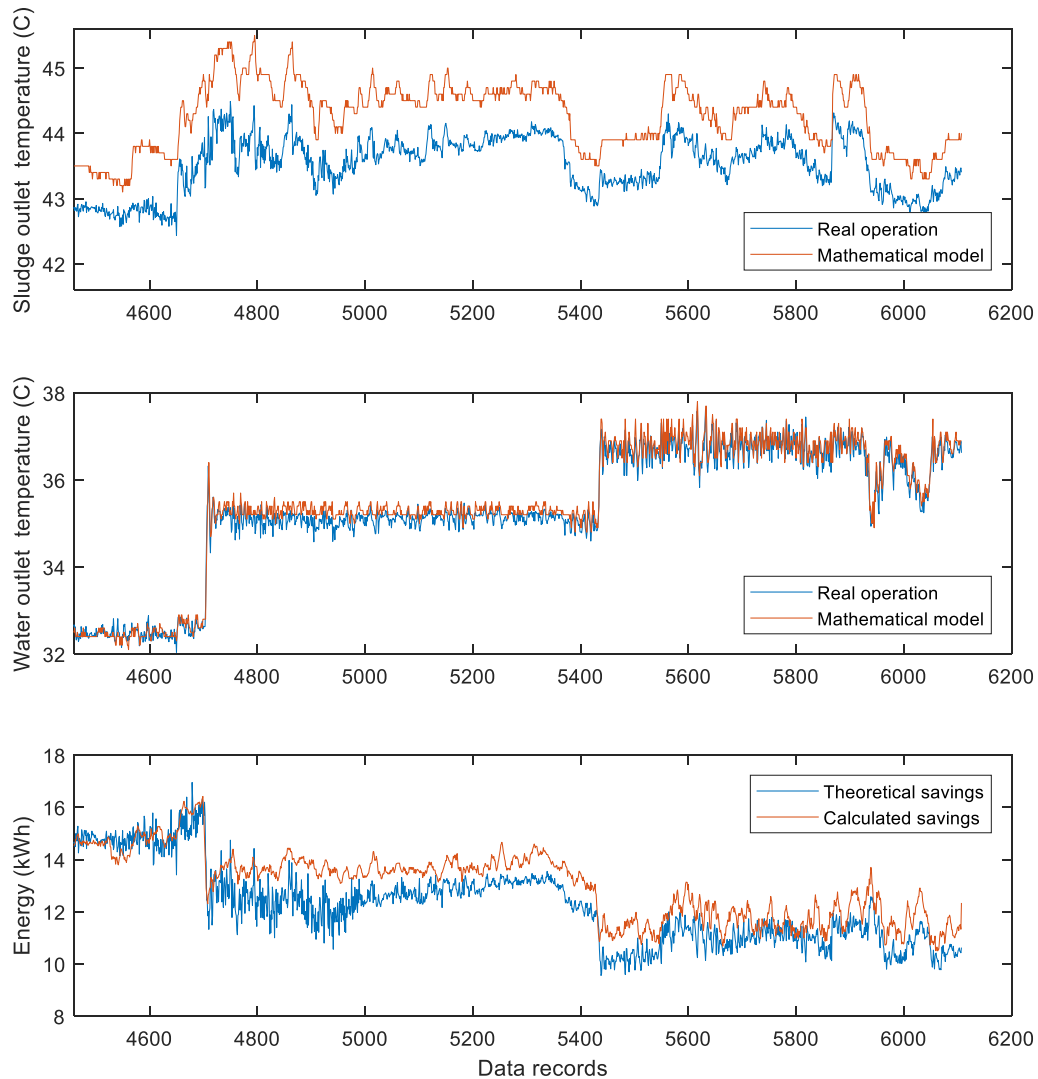 Sludge outlet temperature (C)
45
44
43
42
4600 4800 5000 5200 5400 5600 5800 6000 6200
Real operation
Mathematical model
Water outlet temperature (C)
38
36
34
32
4600 4800 5000 5200 5400 5600 5800 6000 6200
Real operation
Mathematical model
Energy (kWh)
18
16
14
12
10
8
4600 4800 5000 5200 5400 5600 5800 6000 6200
Theoretical savings
Calculated savings
Data records